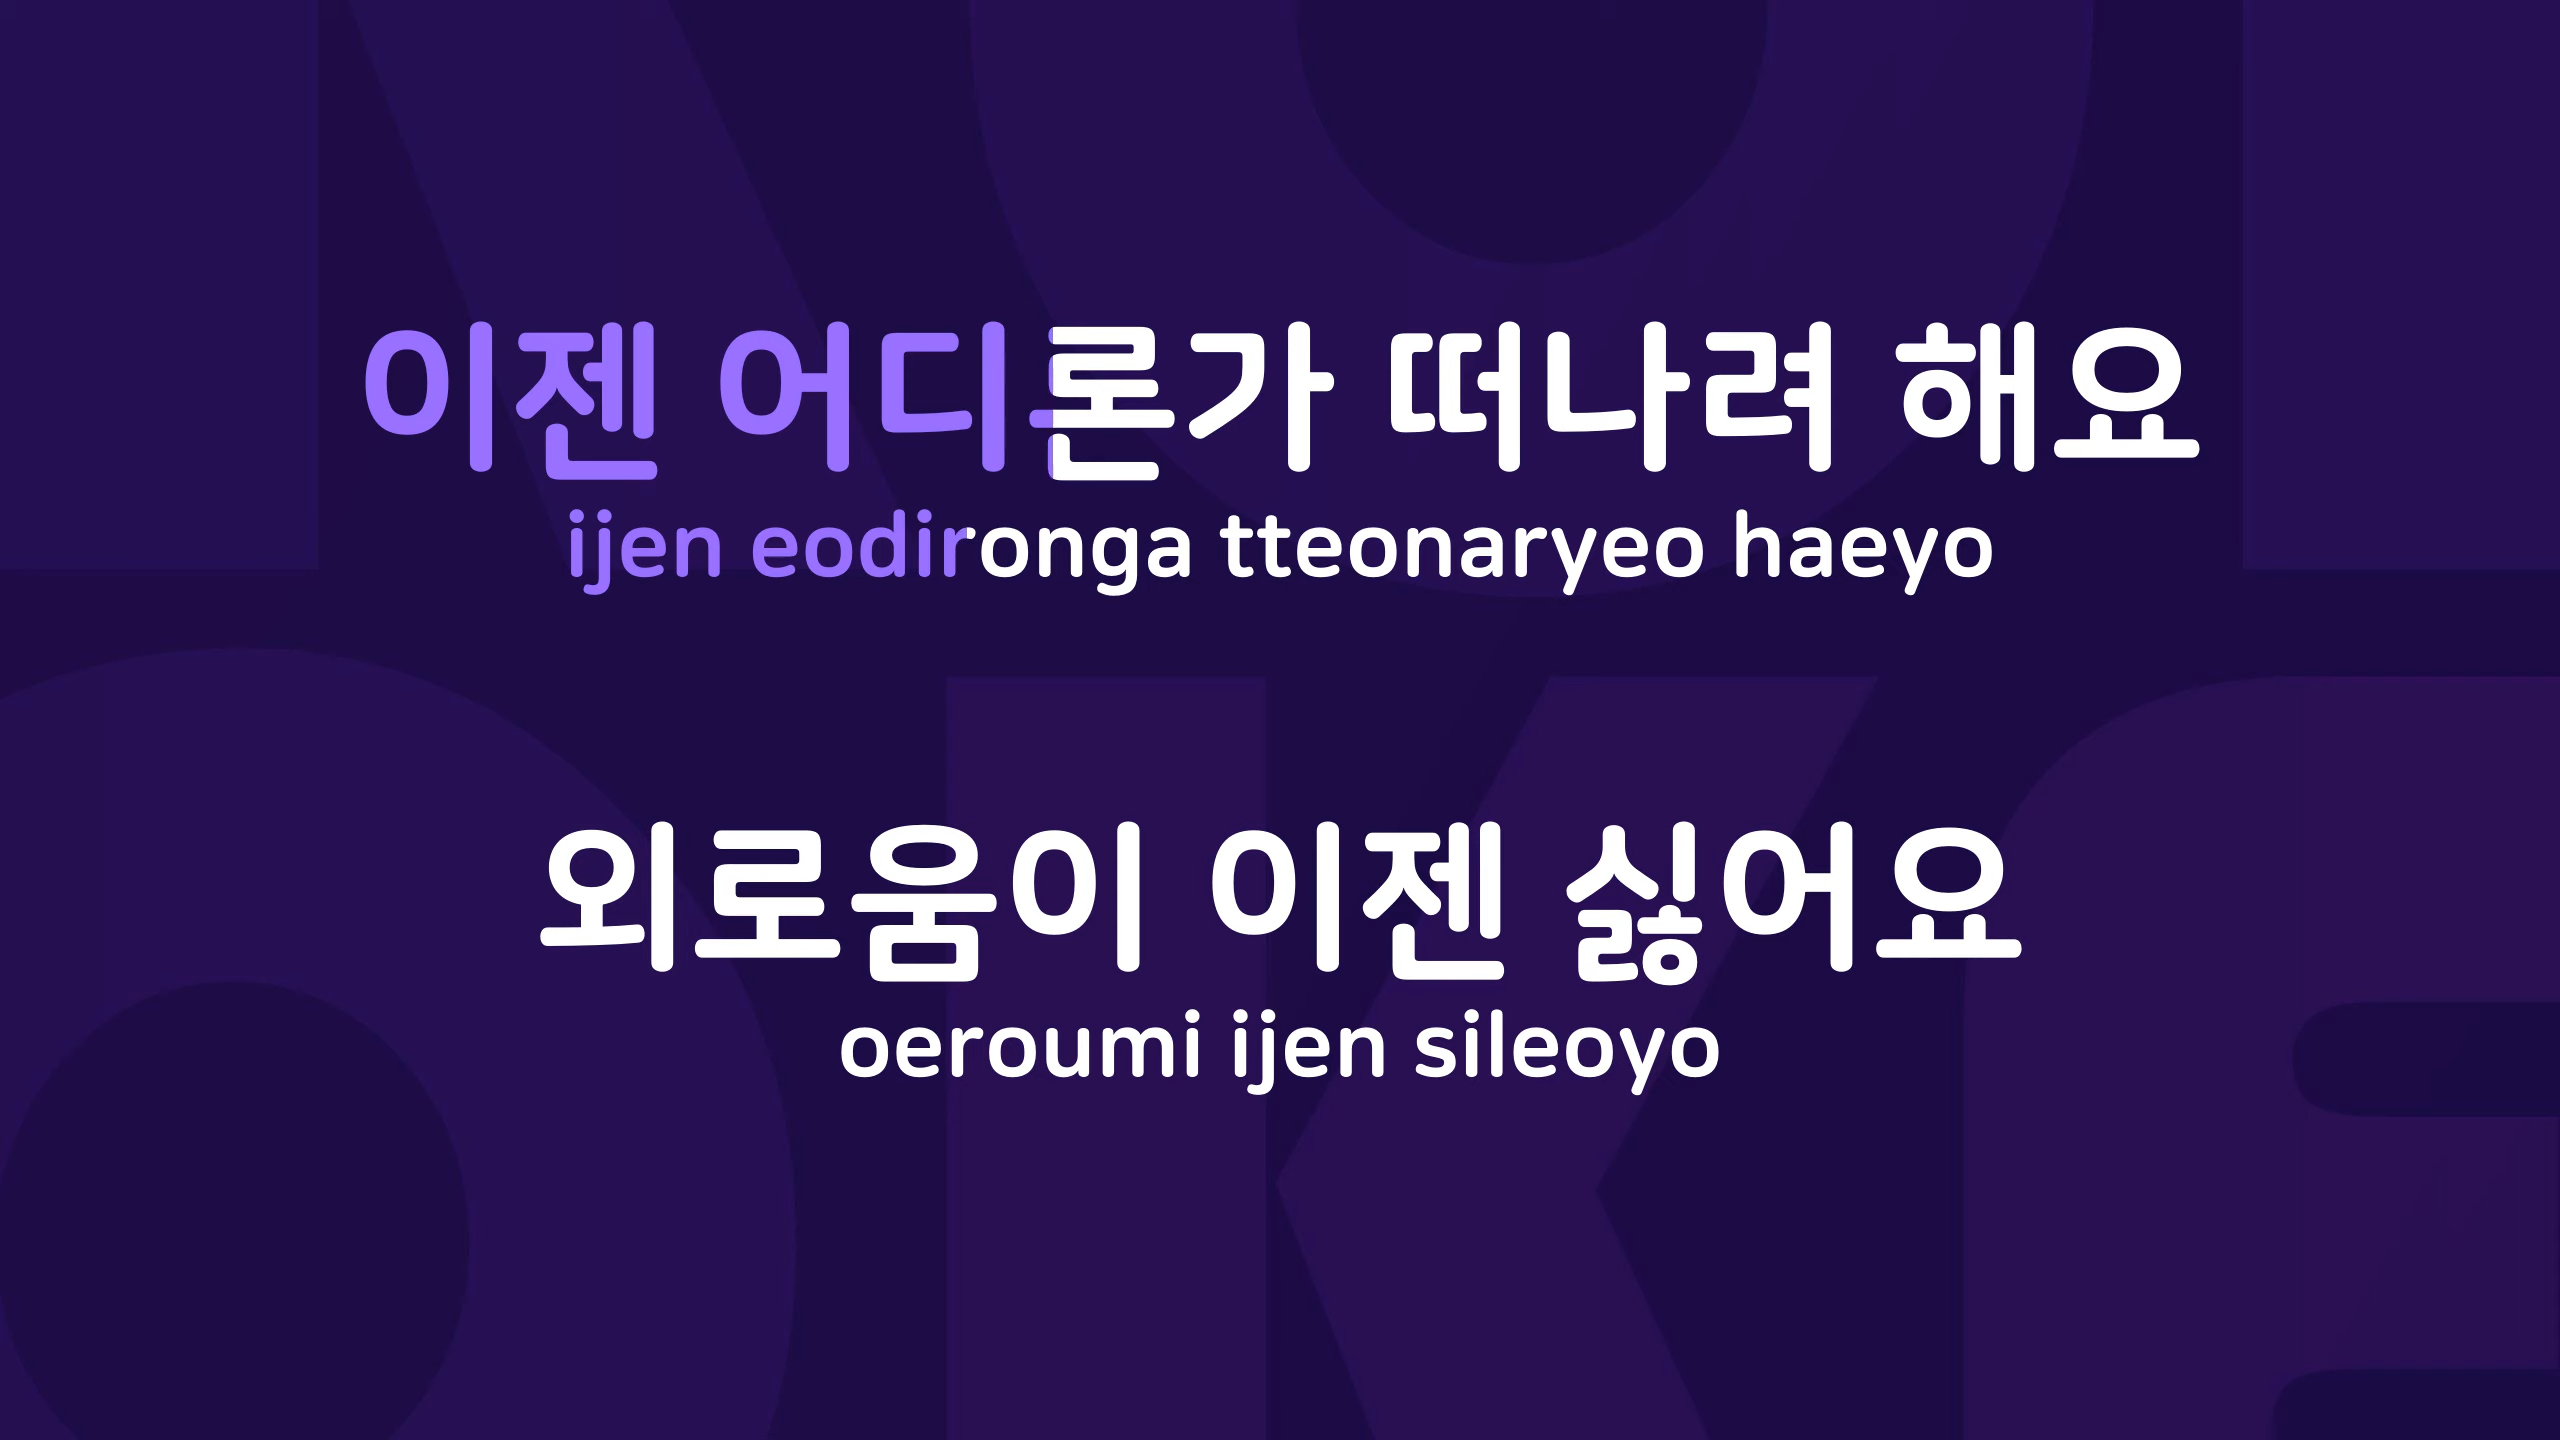 이젠 어디론가 떠나려 해요
ijen eodironga tteonaryeo haeyo
외로움이 이젠 싫어요
oeroumi ijen sileoyo